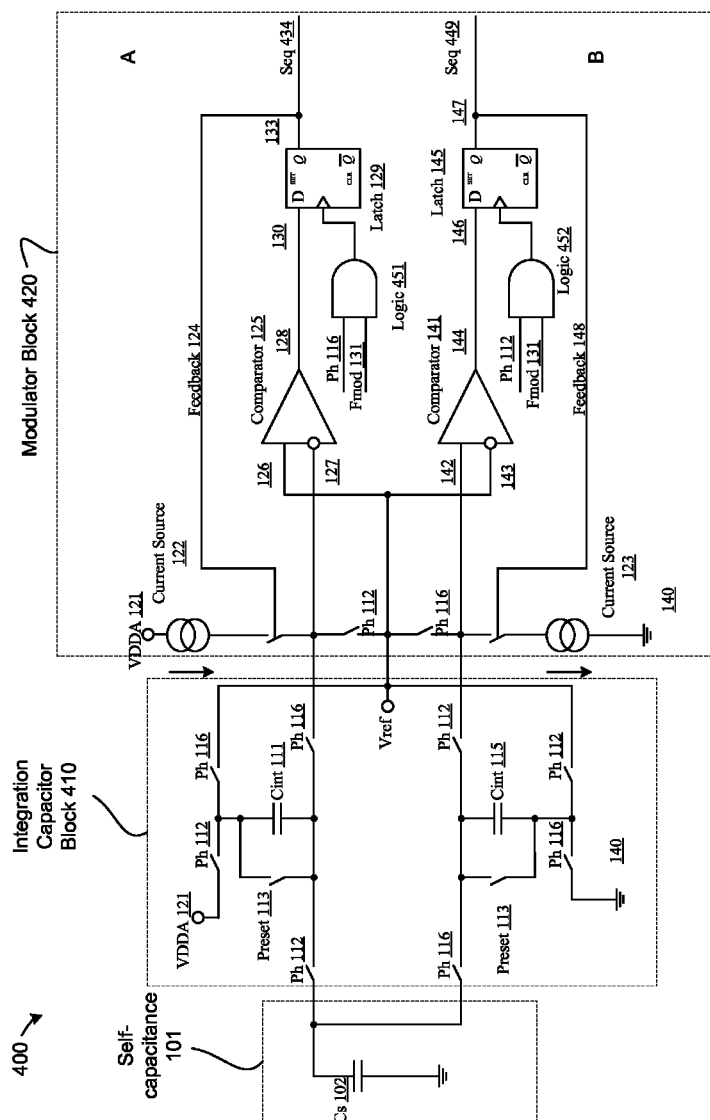 400
Self-
capacitance
101
Cs 102
Integration
Capacitor
Block 410
VDDA 121
Ph 112
Ph 116
Preset 113
Cint 111
Ph 112
Ph 116
Ph 116
Ph 112
Cint 115
Preset 113
Ph 116
Ph 112
140
Vref
Modulator Block 420
VDDA 121
Current Source
122
Feedback 124
Ph 112
Ph 116
Current Source
123
140
Comparator 125
126
127
128
Ph 116
Fmod 131
Logic 451
130
D SET Q
CLR Q
Latch 129
133
Seq 434
A
Comparator 141
142
143
144
Ph 112
Fmod 131
Logic 452
146
D SET Q
CLR Q
Latch 145
147
Seq 449
B
Feedback 148